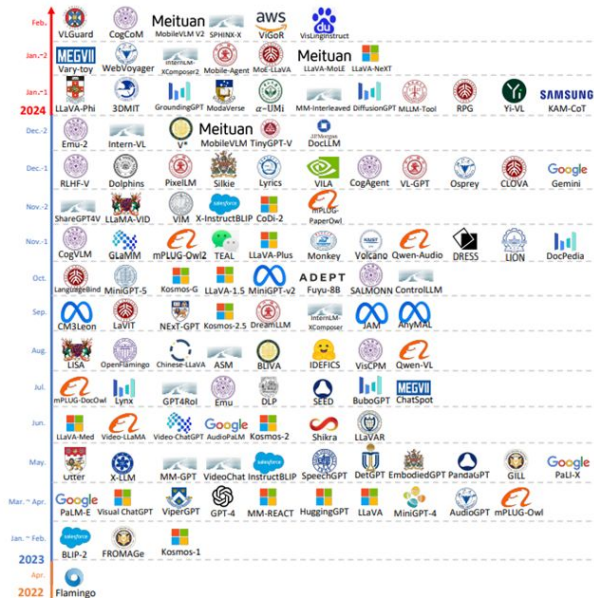 Feb.
Meituan
aws
du
VLGuard CogCoM MobileVLM V2 SPHINX-X ViGoR VisLingInstruct
Jan.-2
MEGVII
Meituan
Vary-toy WebVoyager InternLM-XComposer2 Mobile-Agent MoE-LLaVA LLaVA-MoLE LLaVA-NeXT
Jan.-1
2024
Yi
SAMSUNG
LLaVA-Phi 3DMIT GroundingGPT ModaVerse α-UMi MM-Interleaved DiffusionGPT MLLM-Tool RPG Yi-VL KAM-CoT
Dec.-2
Meituan
J.P.Morgan
Emu-2 Intern-VL V* MobileVLM TinyGPT-V DocLLM
Dec.-1
Google
RLHF-V Dolphins PixelLM Silkie Lyrics VILA CogAgent VL-GPT Osprey CLOVA Gemini
Nov.-2
salesforce
ShareGPT4V LLaMA-VID VIM X-InstructBLIP CoDi-2 mPLUG-PaperOwl
Nov.-1
KAIST
LION
CogVLM GLaMM mPLUG-Owl2 TEAL LLaVA-Plus Monkey Volcano Qwen-Audio DRESS LION DocPedia
Oct.
ADEPT
LanguageBind MiniGPT-5 Kosmos-G LLaVA-1.5 MiniGPT-v2 Fuyu-8B SALMONN ControlLLM
Sep.
CM3Leon LaVIT NExT-GPT Kosmos-2.5 DreamLLM InternLM-XComposer JAM AnyMAL
Aug.
LISA OpenFlamingo Chinese-LLaVA ASM BLIVA IDEFICS VisCPM Qwen-VL
Jul.
MEGVII
mPLUG-DocOwl Lynx GPT4RoI Emu DLP SEED BuboGPT ChatSpot
Jun.
Google
LLaVA-Med Video-LLaMA Video-ChatGPT AudioPaLM Kosmos-2 Shikra LLaVAR
May.
salesforce
Google
Otter X-LLM MM-GPT VideoChat InstructBLIP SpeechGPT DetGPT EmbodiedGPT PandaGPT GILL PaLI-X
Mar. ~ Apr.
Google
PaLM-E Visual ChatGPT ViperGPT GPT-4 MM-REACT HuggingGPT LLaVA MiniGPT-4 AudioGPT mPLUG-Owl
Jan. ~ Feb.
salesforce
2023
BLIP-2 FROMAGe Kosmos-1
Apr.
2022
Flamingo